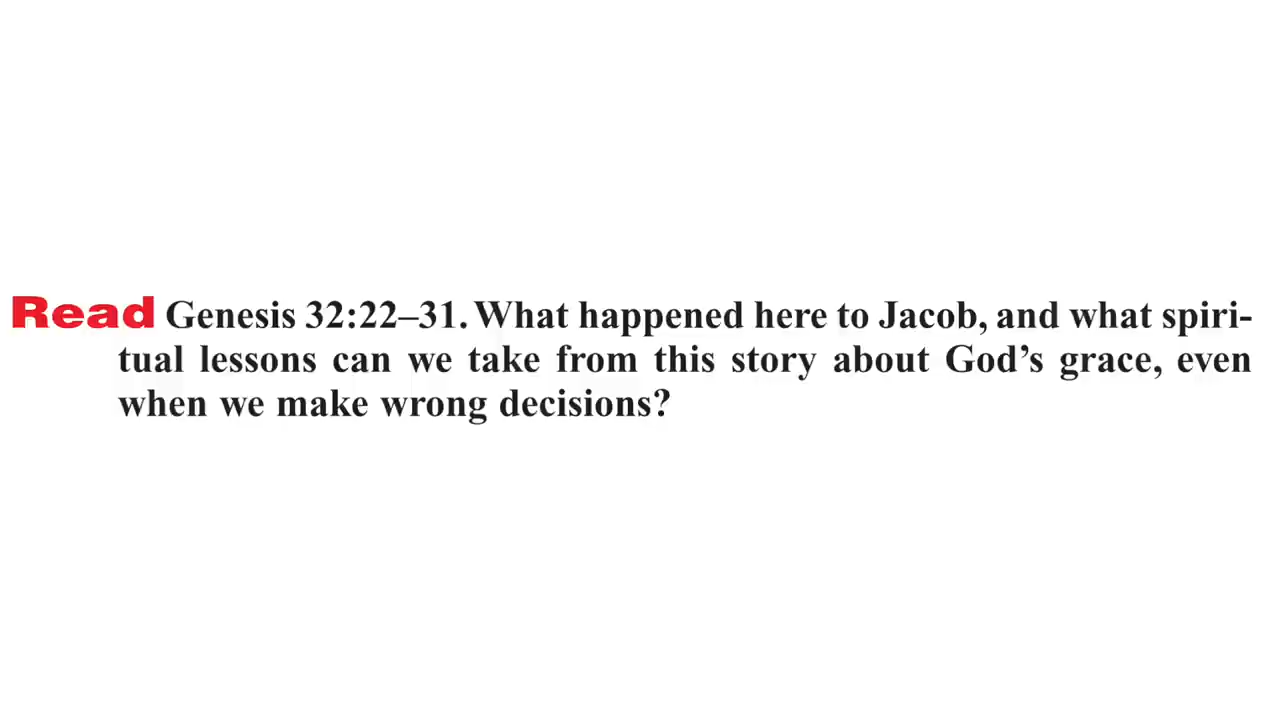 Read Genesis 32:22–31. What happened here to Jacob, and what spiri-
tual lessons can we take from this story about God’s grace, even
when we make wrong decisions?